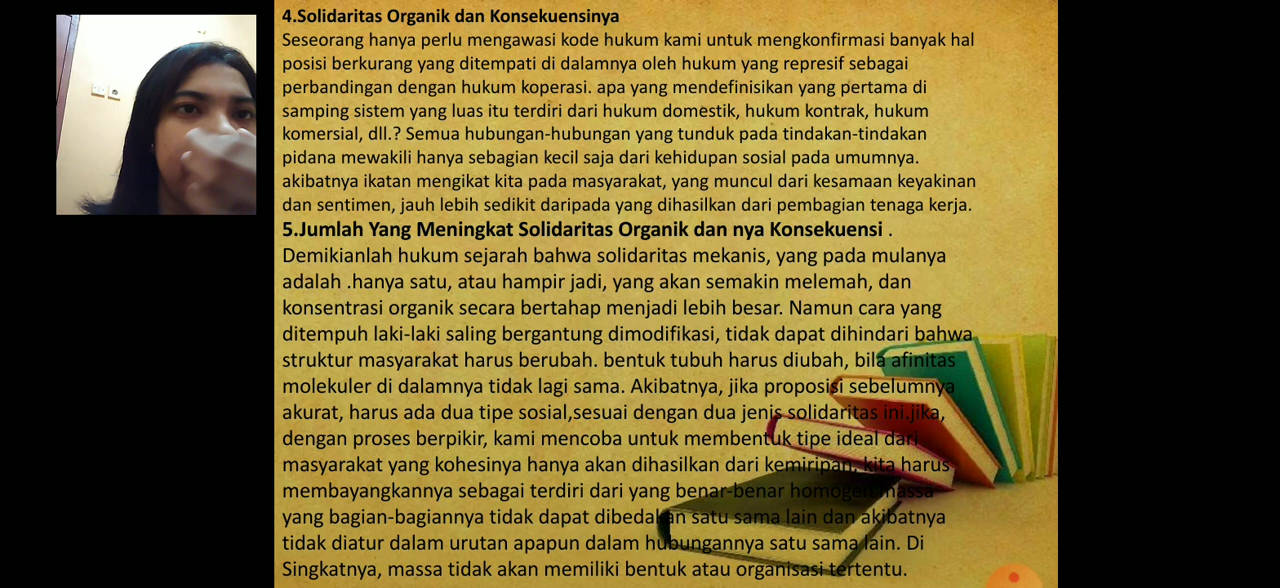 4.Solidaritas Organik dan Konsekuensinya
Seseorang hanya perlu mengawasi kode hukum kami untuk mengkonfirmasi banyak hal
posisi berkurang yang ditempati di dalamnya oleh hukum yang represif sebagai
perbandingan dengan hukum koperasi. apa yang mendefinisikan yang pertama di
samping sistem yang luas itu terdiri dari hukum domestik, hukum kontrak, hukum
komersial, dll.? Semua hubungan-hubungan yang tunduk pada tindakan-tindakan
pidana mewakili hanya sebagian kecil saja dari kehidupan sosial pada umumnya.
akibatnya ikatan mengikat kita pada masyarakat, yang muncul dari kesamaan keyakinan
dan sentimen, jauh lebih sedikit daripada yang dihasilkan dari pembagian tenaga kerja.
5.Jumlah Yang Meningkat Solidaritas Organik dan nya Konsekuensi .
Demikianlah hukum sejarah bahwa solidaritas mekanis, yang pada mulanya
adalah .hanya satu, atau hampir jadi, yang akan semakin melemah, dan
konsentrasi organik secara bertahap menjadi lebih besar. Namun cara yang
ditempuh laki-laki saling bergantung dimodifikasi, tidak dapat dihindari bahwa
struktur masyarakat harus berubah. bentuk tubuh harus diubah, bila afinitas
molekuler di dalamnya tidak lagi sama. Akibatnya, jika proposisi sebelumnya
akurat, harus ada dua tipe sosial,sesuai dengan dua jenis solidaritas ini.jika,
dengan proses berpikir, kami mencoba untuk membentuk tipe ideal dari
masyarakat yang kohesinya hanya akan dihasilkan dari kemiripan, kita harus
membayangkannya sebagai terdiri dari yang benar-benar homogen massa
yang bagian-bagiannya tidak dapat dibedakan satu sama lain dan akibatnya
tidak diatur dalam urutan apapun dalam hubungannya satu sama lain. Di
Singkatnya, massa tidak akan memiliki bentuk atau organisasi tertentu.